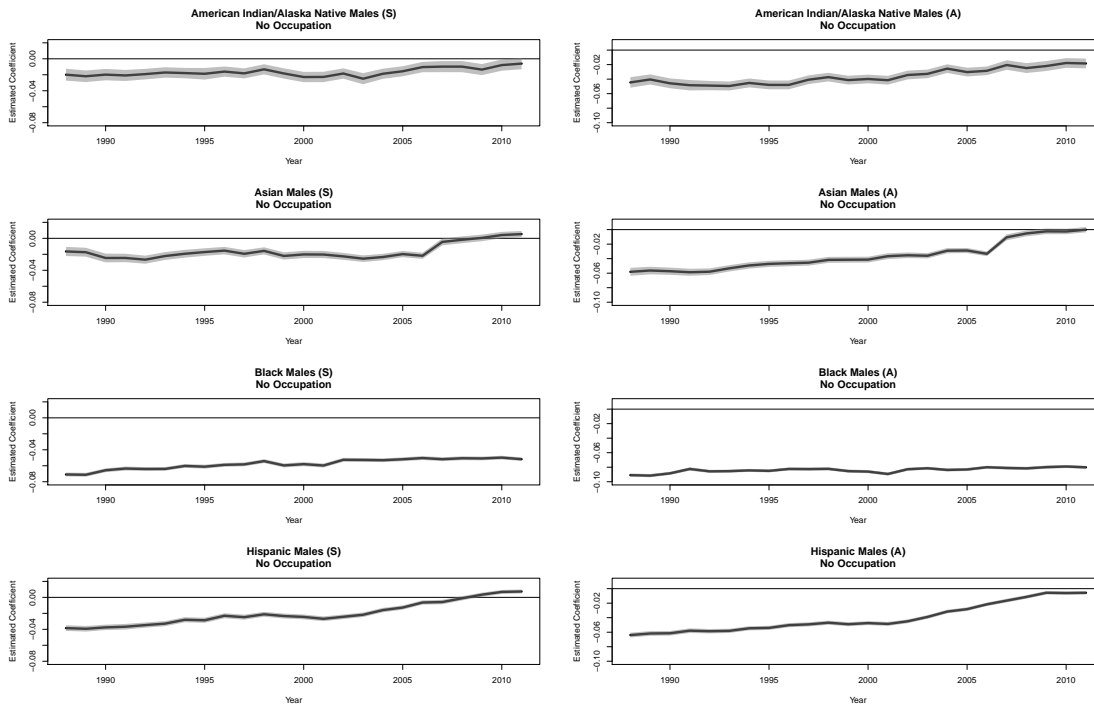 American Indian/Alaska Native Males (S)
No Occupation
Estimated Coefficient
0.00
−0.04
−0.08
1990 1995 2000 2005 2010
Year
American Indian/Alaska Native Males (A)
No Occupation
Estimated Coefficient
−0.02
−0.06
−0.10
1990 1995 2000 2005 2010
Year
Asian Males (S)
No Occupation
Estimated Coefficient
0.00
−0.04
−0.08
1990 1995 2000 2005 2010
Year
Asian Males (A)
No Occupation
Estimated Coefficient
−0.02
−0.06
−0.10
1990 1995 2000 2005 2010
Year
Black Males (S)
No Occupation
Estimated Coefficient
0.00
−0.04
−0.08
1990 1995 2000 2005 2010
Year
Black Males (A)
No Occupation
Estimated Coefficient
−0.02
−0.06
−0.10
1990 1995 2000 2005 2010
Year
Hispanic Males (S)
No Occupation
Estimated Coefficient
0.00
−0.04
−0.08
1990 1995 2000 2005 2010
Year
Hispanic Males (A)
No Occupation
Estimated Coefficient
−0.02
−0.06
−0.10
1990 1995 2000 2005 2010
Year